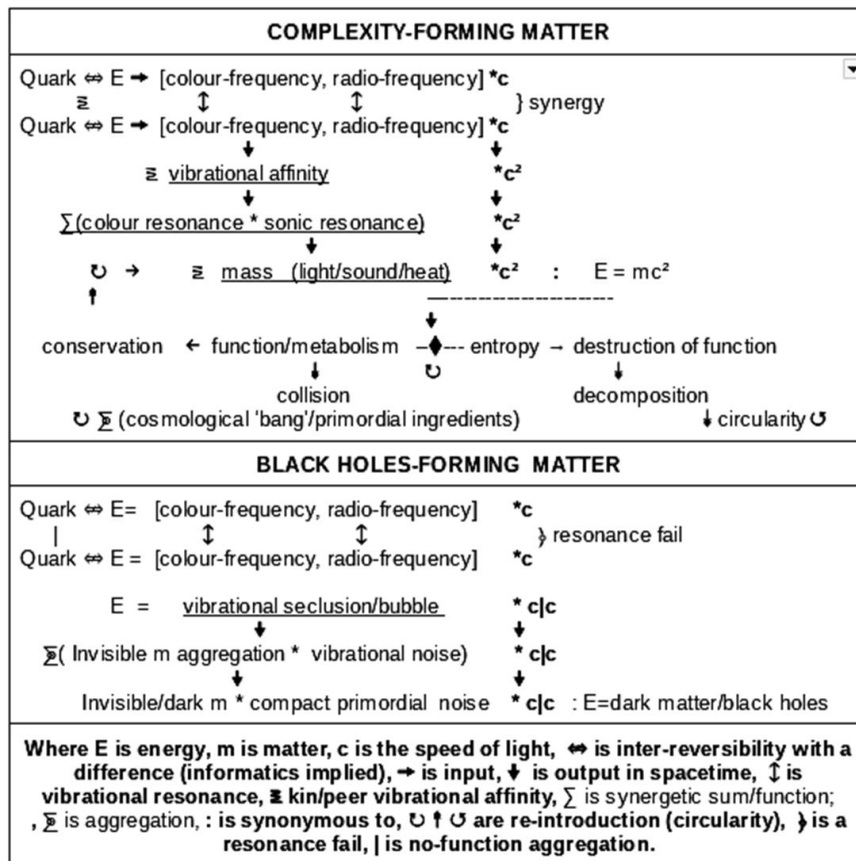 COMPLEXITY-FORMING MATTER
Quark ⇔ E → [colour-frequency, radio-frequency] *c
≷ ↕ ↕ } synergy
Quark ⇔ E → [colour-frequency, radio-frequency] *c
↓ ↓
≷ vibrational affinity *c²
↓ ↓
∑(colour resonance * sonic resonance) *c²
↓ ↓
↻ → ≷ mass (light/sound/heat) *c² : E = mc²
↑ ------------------------
↓
conservation ← function/metabolism --♦--- entropy → destruction of function
↓ ↻ ↓
collision decomposition
↻ ∑ (cosmological 'bang'/primordial ingredients) ↓ circularity ↺
BLACK HOLES-FORMING MATTER
Quark ⇔ E= [colour-frequency, radio-frequency] *c
| ↕ ↕ } resonance fail
Quark ⇔ E = [colour-frequency, radio-frequency] *c
E = vibrational seclusion/bubble * c|c
↓ ↓
∑( Invisible m aggregation * vibrational noise) * c|c
↓ ↓
Invisible/dark m * compact primordial noise * c|c : E=dark matter/black holes
Where E is energy, m is matter, c is the speed of light, ⇔ is inter-reversibility with a
difference (informatics implied), → is input, ↓ is output in spacetime, ↕ is
vibrational resonance, ≷ kin/peer vibrational affinity, ∑ is synergetic sum/function;
, ∑ is aggregation, : is synonymous to, ↻ ↑ ↺ are re-introduction (circularity), } is a
resonance fail, | is no-function aggregation.